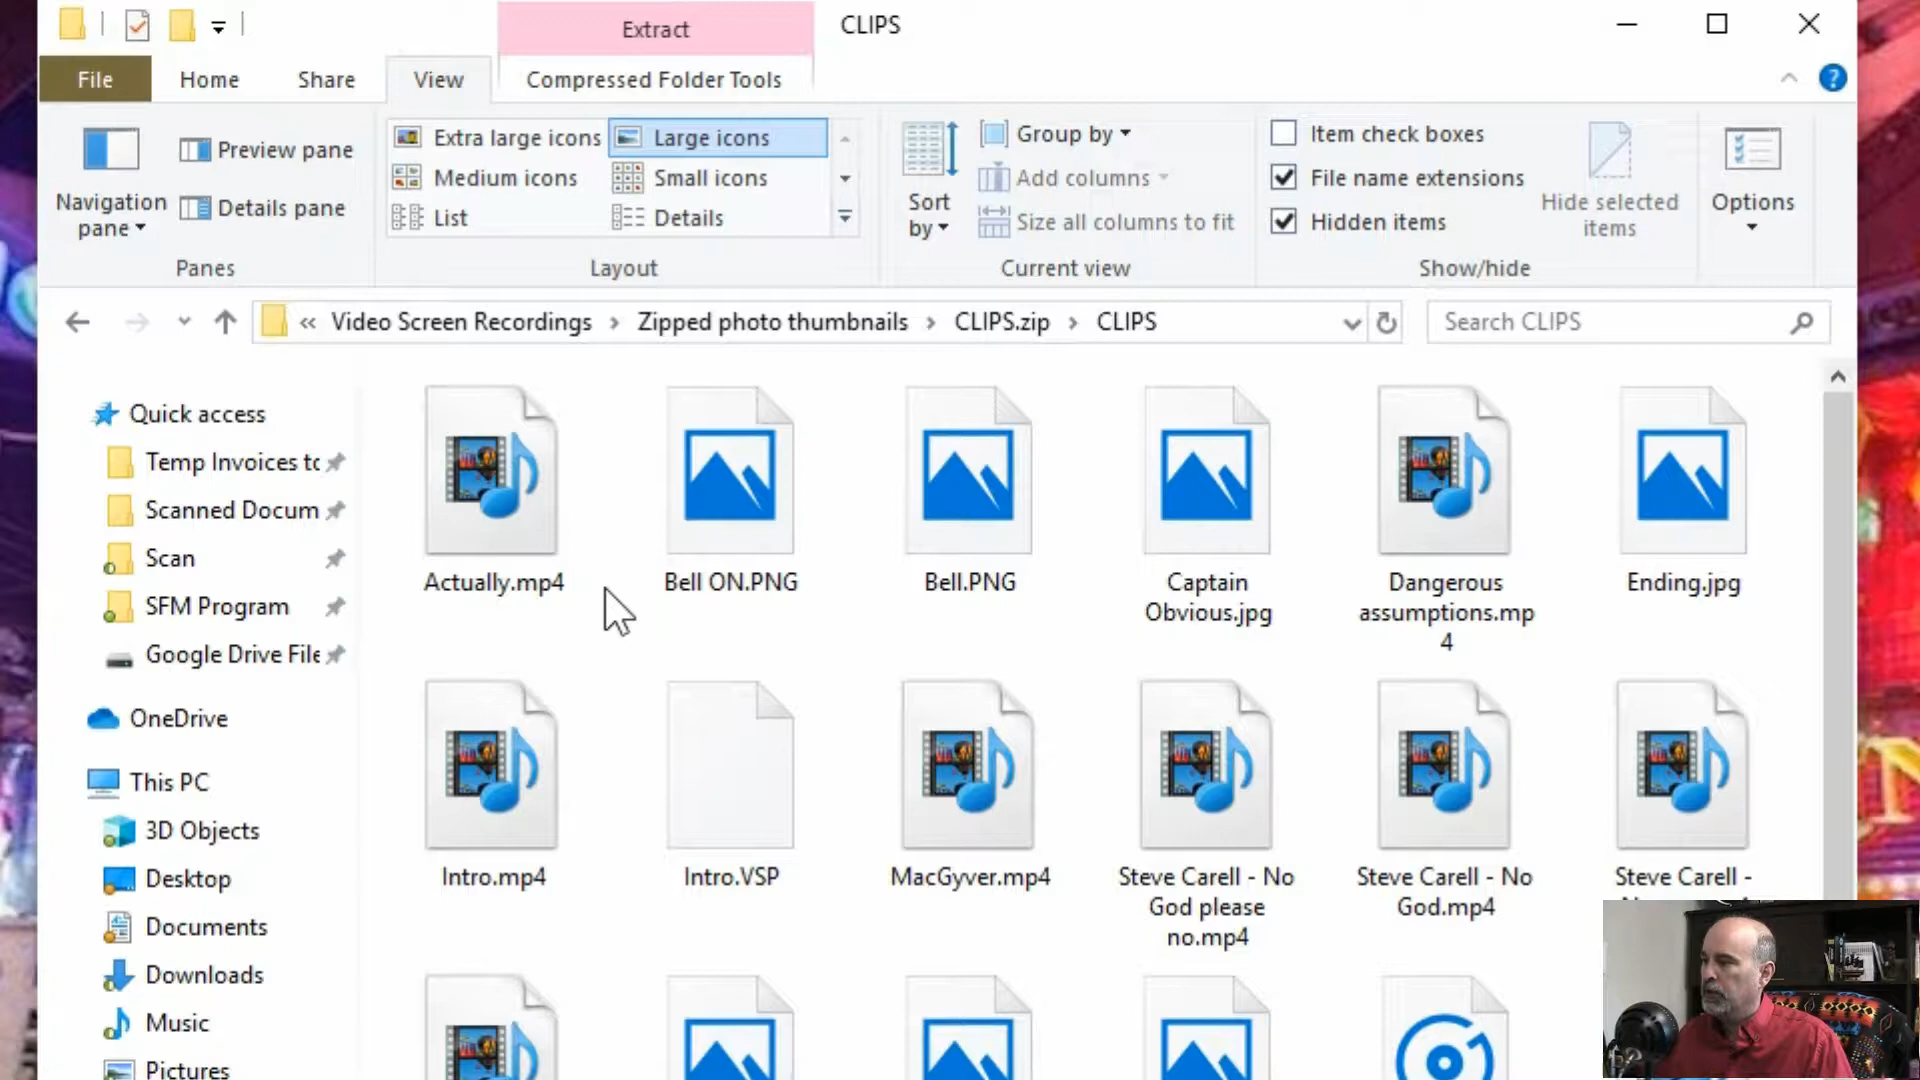 Extract
CLIPS
File
Home
Share
View
Compressed Folder Tools
Navigation
pane
Preview pane
Details pane
Panes
Extra large icons
Large icons
Medium icons
Small icons
List
Details
Layout
Sort
by
Group by
Add columns
Size all columns to fit
Current view
Item check boxes
File name extensions
Hidden items
Hide selected
items
Show/hide
Options
« Video Screen Recordings › Zipped photo thumbnails › CLIPS.zip › CLIPS
Search CLIPS
Quick access
Temp Invoices to
Scanned Docum
Scan
SFM Program
Google Drive File
OneDrive
This PC
3D Objects
Desktop
Documents
Downloads
Music
Pictures
Actually.mp4
Bell ON.PNG
Bell.PNG
Captain
Obvious.jpg
Dangerous
assumptions.mp
4
Ending.jpg
Intro.mp4
Intro.VSP
MacGyver.mp4
Steve Carell - No
God please
no.mp4
Steve Carell - No
God.mp4
Steve Carell -